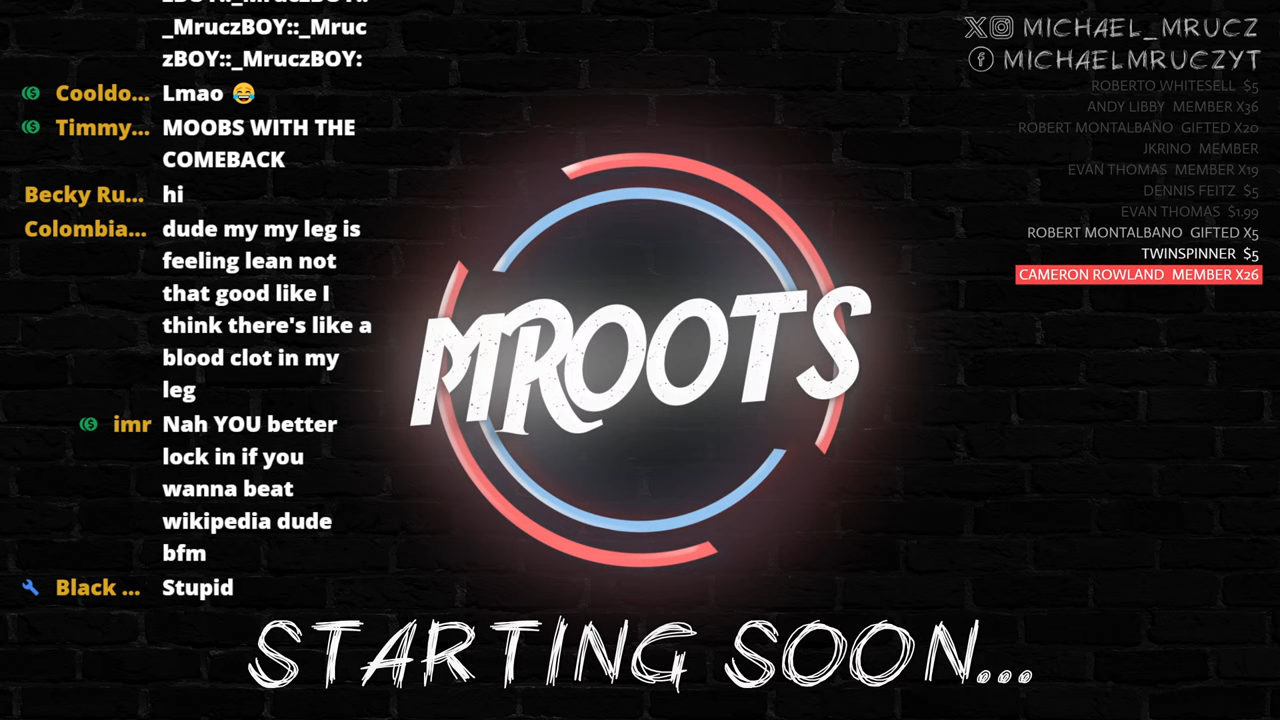 _MruczBOY::_Mruc
zBOY::_MruczBOY:
Cooldo... Lmao 😂
Timmy... MOOBS WITH THE
COMEBACK
Becky Ru... hi
Colombia... dude my my leg is
feeling lean not
that good like I
think there's like a
blood clot in my
leg
imr Nah YOU better
lock in if you
wanna beat
wikipedia dude
bfm
Black ... Stupid
MROOTS
STARTING SOON...
MICHAEL_MRUCZ
MICHAELMRUCZYT
ROBERTO WHITESELL $5
ANDY LIBBY MEMBER X36
ROBERT MONTALBANO GIFTED X20
JKRINO MEMBER
EVAN THOMAS MEMBER X19
DENNIS FEITZ $5
EVAN THOMAS $1.99
ROBERT MONTALBANO GIFTED X5
TWINSPINNER $5
CAMERON ROWLAND MEMBER X26